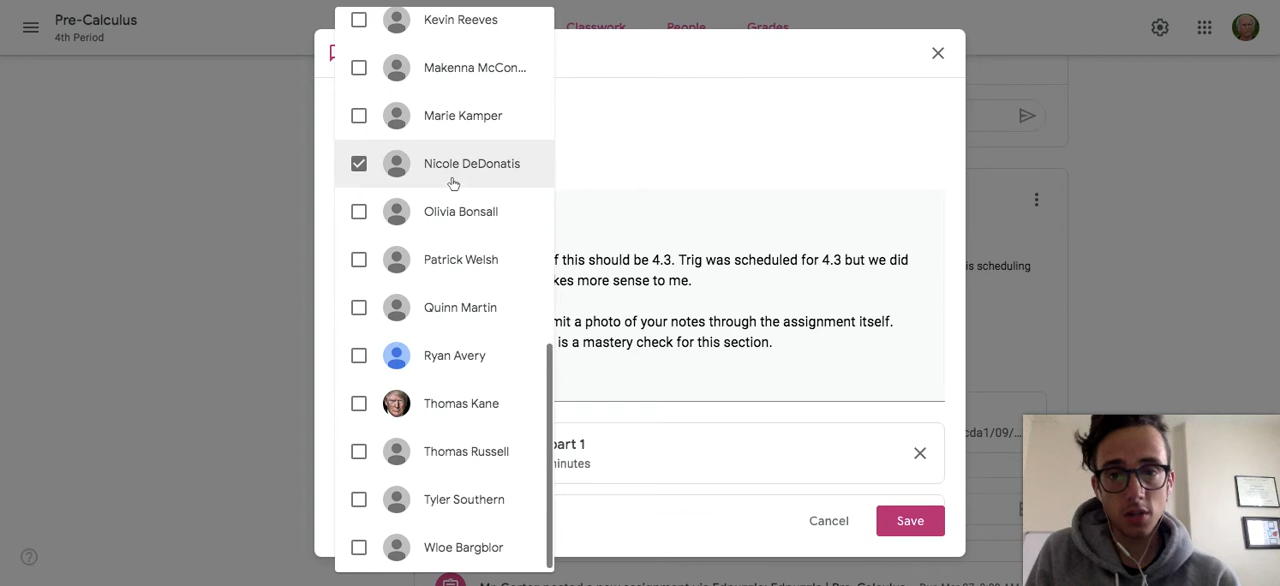 Pre-Calculus
4th Period
Classwork
People
Grades
Kevin Reeves
Makenna McCon...
Marie Kamper
Nicole DeDonatis
Olivia Bonsall
Patrick Welsh
Quinn Martin
Ryan Avery
Thomas Kane
Thomas Russell
Tyler Southern
Wloe Bargblor
f this should be 4.3. Trig was scheduled for 4.3 but we did
kes more sense to me.
mit a photo of your notes through the assignment itself.
is a mastery check for this section.
part 1
minutes
Cancel
Save
is scheduling
cda1/09/...